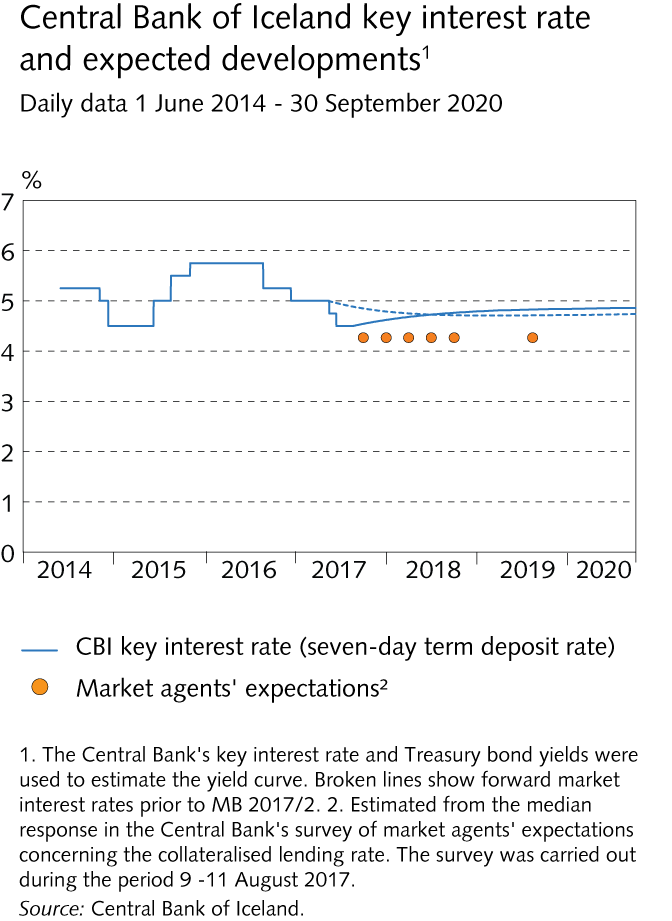 Central Bank of Iceland key interest rate
and expected developments¹
Daily data 1 June 2014 - 30 September 2020
%
7
6
5
4
3
2
1
0
2014 2015 2016 2017 2018 2019 2020
CBI key interest rate (seven-day term deposit rate)
Market agents' expectations²
1. The Central Bank's key interest rate and Treasury bond yields were
used to estimate the yield curve. Broken lines show forward market
interest rates prior to MB 2017/2. 2. Estimated from the median
response in the Central Bank's survey of market agents' expectations
concerning the collateralised lending rate. The survey was carried out
during the period 9 -11 August 2017.
Source: Central Bank of Iceland.